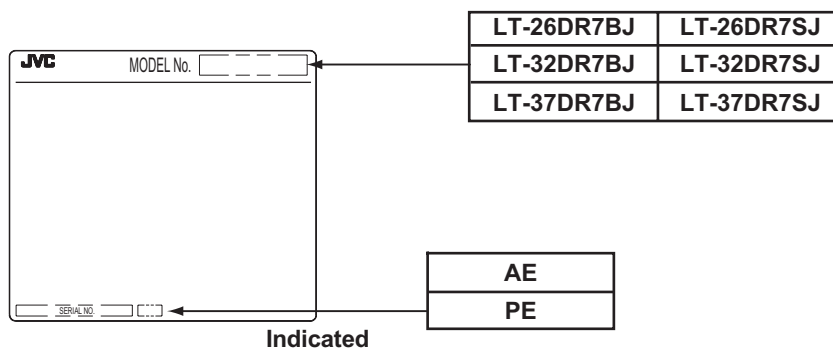 LT-26DR7BJ LT-26DR7SJ
JVC MODEL No. LT-32DR7BJ LT-32DR7SJ
LT-37DR7BJ LT-37DR7SJ
AE
SERIAL NO. PE
Indicated